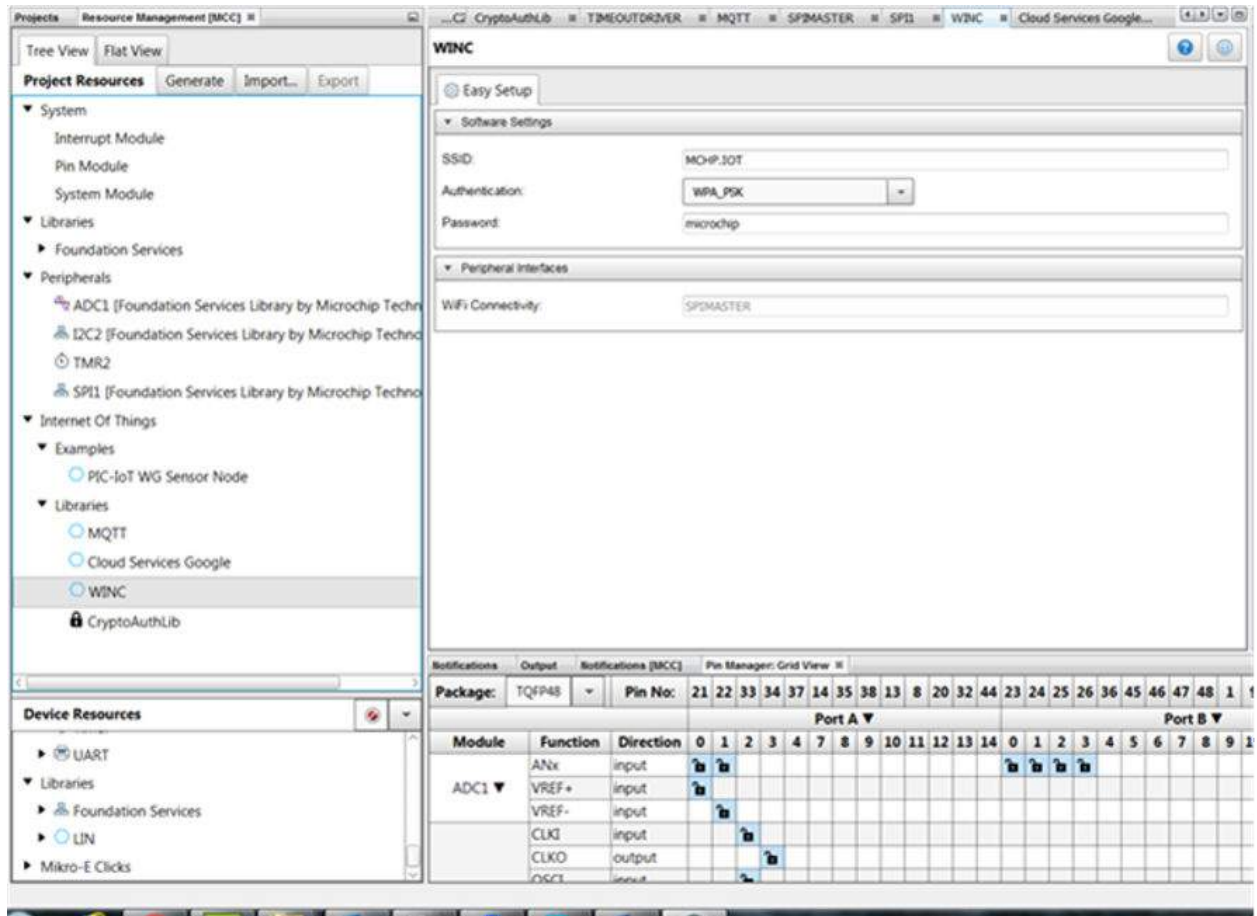 Projects Resource Management [MCC]
Tree View Flat View
Project Resources Generate Import... Export
System
Interrupt Module
Pin Module
System Module
Libraries
Foundation Services
Peripherals
ADC1 [Foundation Services Library by Microchip Techn
I2C2 [Foundation Services Library by Microchip Techno
TMR2
SPI1 [Foundation Services Library by Microchip Techno
Internet Of Things
Examples
PIC-IoT WG Sensor Node
Libraries
MQTT
Cloud Services Google
WINC
CryptoAuthLib
Device Resources
UART
Libraries
Foundation Services
LIN
Mikro-E Clicks
...C2 CryptoAuthLib TIMEOUTDRIVER MQTT SPIMASTER SPI1 WINC Cloud Services Google...
WINC
Easy Setup
Software Settings
SSID: MCHP.IOT
Authentication: WPA_PSK
Password: microchip
Peripheral Interfaces
WiFi Connectivity: SPIMASTER
Notifications Output Notifications [MCC] Pin Manager: Grid View
Package: TQFP48 Pin No: 21 22 33 34 37 14 35 38 13 8 20 32 44 23 24 25 26 36 45 46 47 48 1
Port A ▼ Port B ▼
Module Function Direction 0 1 2 3 4 7 8 9 10 11 12 13 14 0 1 2 3 4 5 6 7 8 9
ANx input
ADC1 ▼ VREF+ input
VREF- input
CLKI input
CLKO output
OSCI input